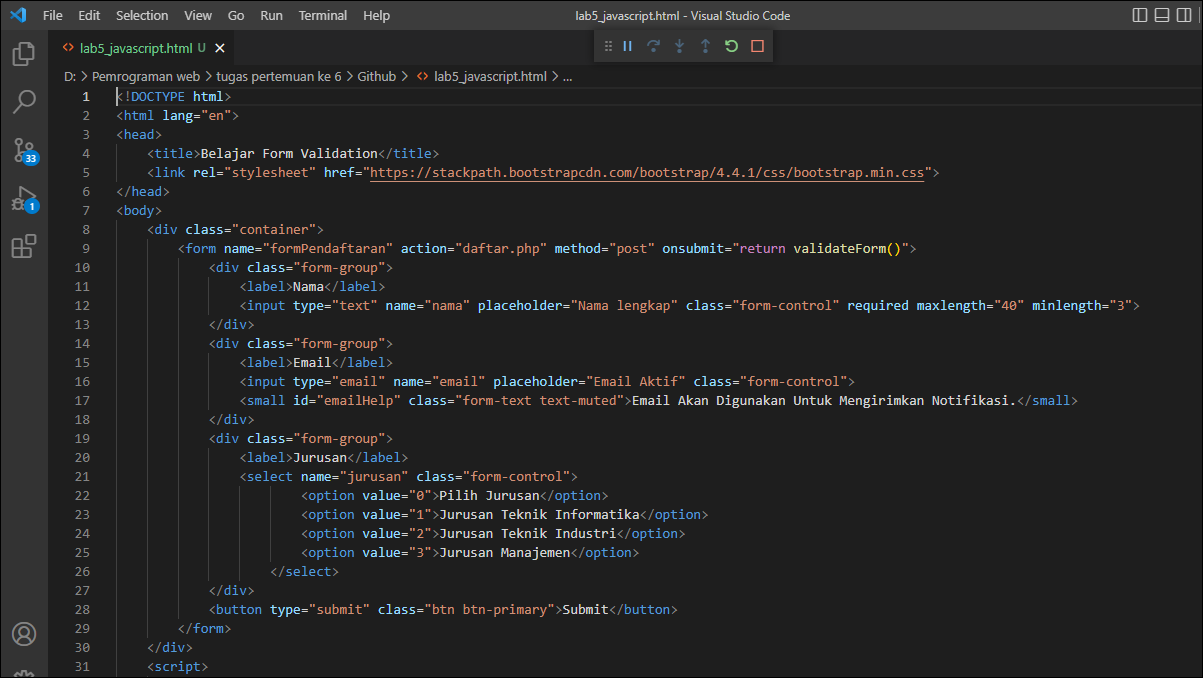 File Edit Selection View Go Run Terminal Help lab5_javascript.html - Visual Studio Code
lab5_javascript.html U
D: > Pemrograman web > tugas pertemuan ke 6 > Github > lab5_javascript.html > ...
1 <!DOCTYPE html>
2 <html lang="en">
3 <head>
4 <title>Belajar Form Validation</title>
5 <link rel="stylesheet" href="https://stackpath.bootstrapcdn.com/bootstrap/4.4.1/css/bootstrap.min.css">
6 </head>
7 <body>
8 <div class="container">
9 <form name="formPendaftaran" action="daftar.php" method="post" onsubmit="return validateForm()">
10 <div class="form-group">
11 <label>Nama</label>
12 <input type="text" name="nama" placeholder="Nama lengkap" class="form-control" required maxlength="40" minlength="3">
13 </div>
14 <div class="form-group">
15 <label>Email</label>
16 <input type="email" name="email" placeholder="Email Aktif" class="form-control">
17 <small id="emailHelp" class="form-text text-muted">Email Akan Digunakan Untuk Mengirimkan Notifikasi.</small>
18 </div>
19 <div class="form-group">
20 <label>Jurusan</label>
21 <select name="jurusan" class="form-control">
22 <option value="0">Pilih Jurusan</option>
23 <option value="1">Jurusan Teknik Informatika</option>
24 <option value="2">Jurusan Teknik Industri</option>
25 <option value="3">Jurusan Manajemen</option>
26 </select>
27 </div>
28 <button type="submit" class="btn btn-primary">Submit</button>
29 </form>
30 </div>
31 <script>
33
1